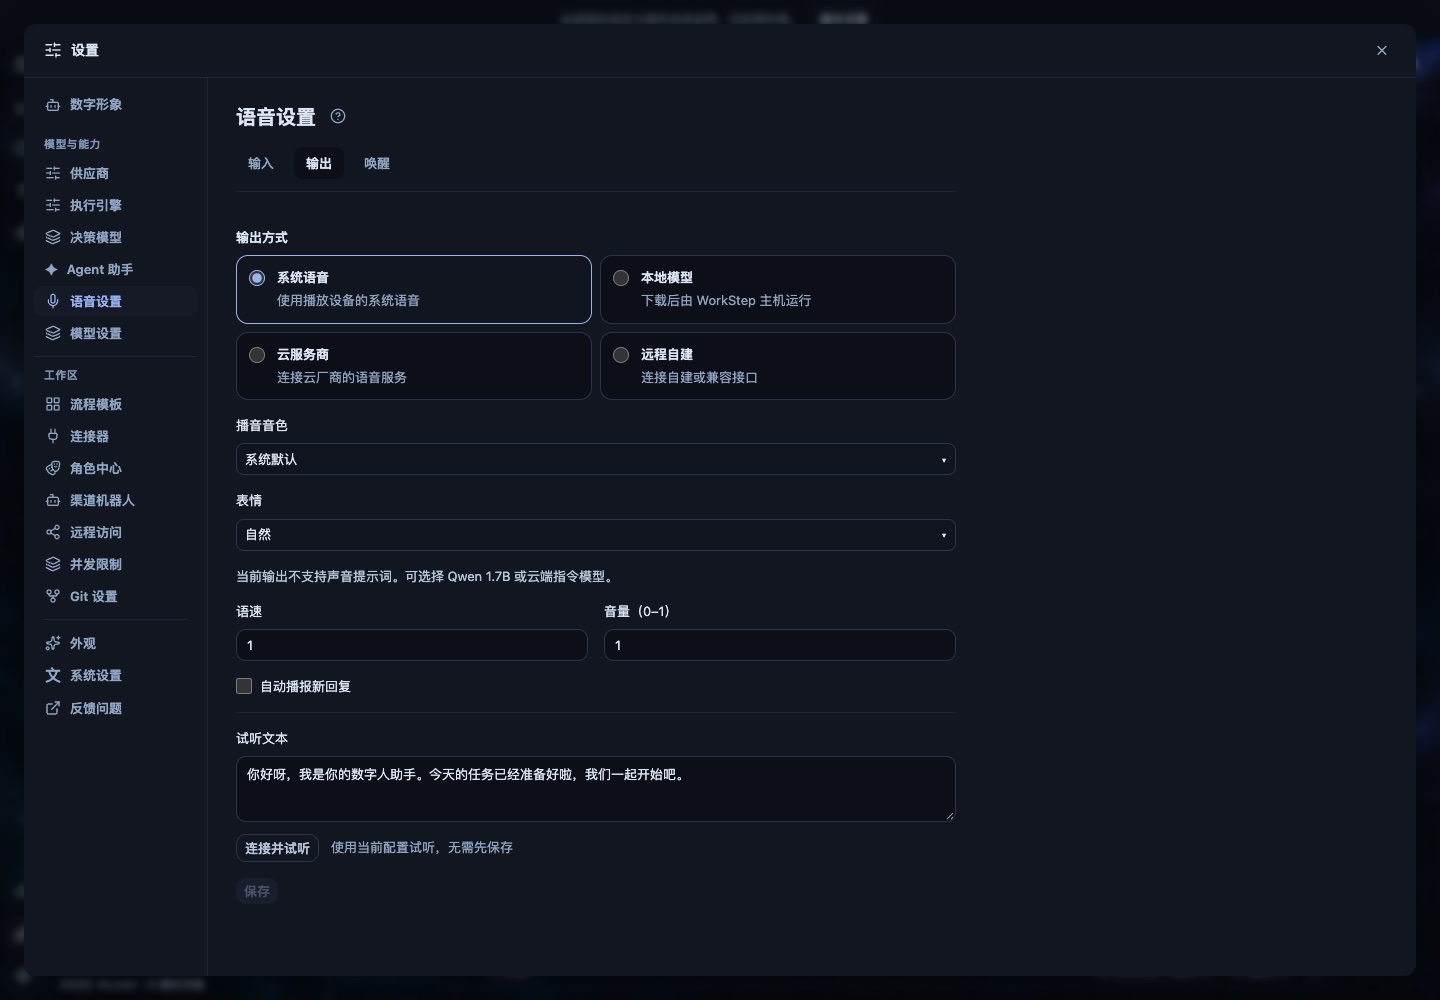 设置
数字形象
模型与能力
供应商
执行引擎
决策模型
Agent 助手
语音设置
模型设置
工作区
流程模板
连接器
角色中心
渠道机器人
远程访问
并发限制
Git 设置
外观
系统设置
反馈问题
语音设置
输入
输出
唤醒
输出方式
系统语音
使用播放设备的系统语音
本地模型
下载后由 WorkStep 主机运行
云服务商
连接云厂商的语音服务
远程自建
连接自建或兼容接口
播音音色
系统默认
表情
自然
当前输出不支持声音提示词。可选择 Qwen 1.7B 或云端指令模型。
语速
音量（0–1）
1
1
自动播报新回复
试听文本
你好呀，我是你的数字人助手。今天的任务已经准备好啦，我们一起开始吧。
连接并试听
使用当前配置试听，无需先保存
保存